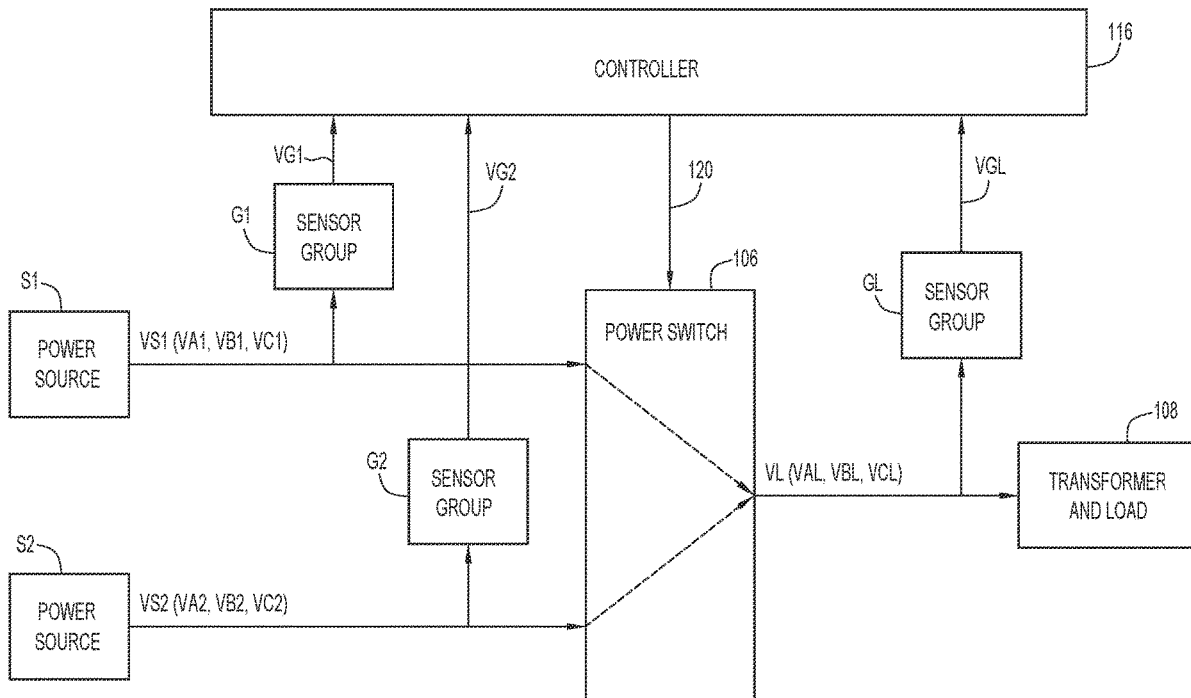 116
CONTROLLER
VG1
VG2
120
VGL
G1
SENSOR
GROUP
106
GL
SENSOR
GROUP
S1
POWER
SOURCE
VS1 (VA1, VB1, VC1)
POWER SWITCH
108
G2
SENSOR
GROUP
VL (VAL, VBL, VCL)
TRANSFORMER
AND LOAD
S2
POWER
SOURCE
VS2 (VA2, VB2, VC2)